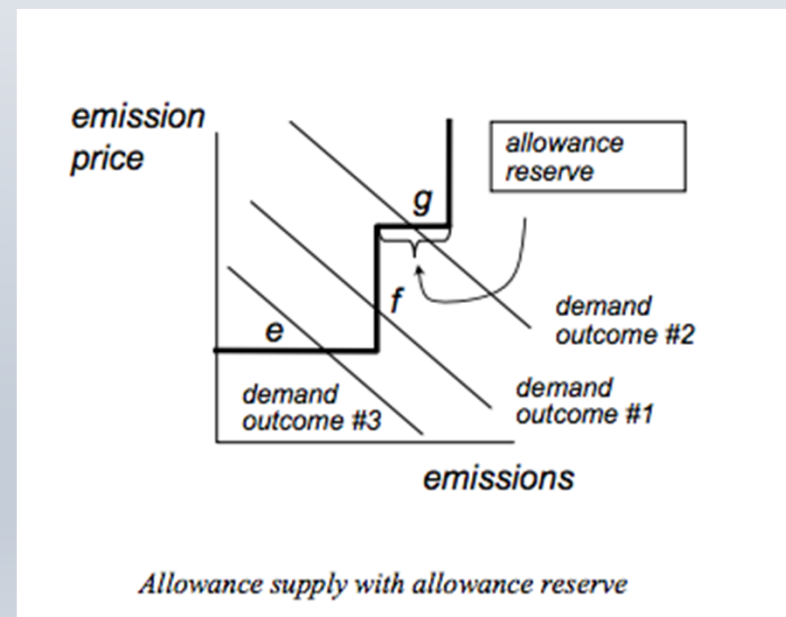 emission
price
allowance
reserve
g
f
e
demand
outcome #2
demand
outcome #1
demand
outcome #3
emissions
Allowance supply with allowance reserve